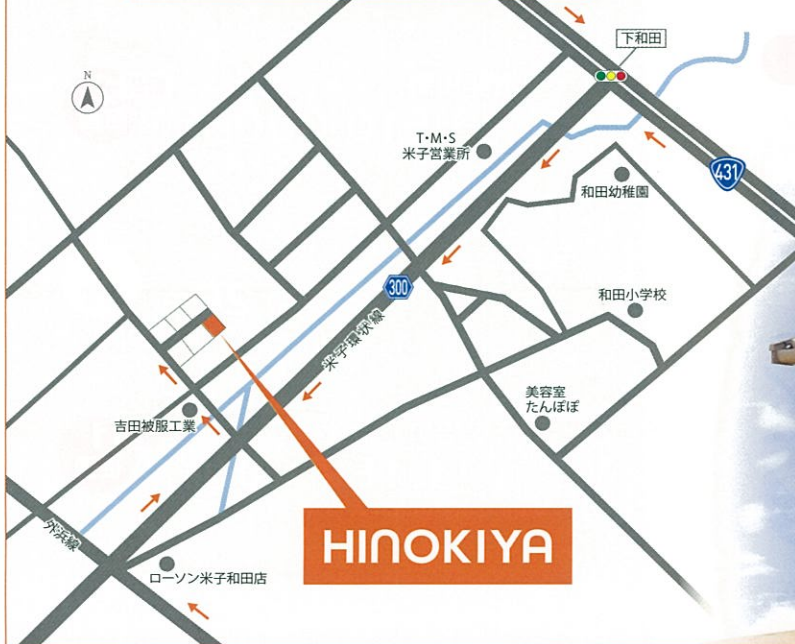 下和田
N
T・M・S
米子営業所
431
和田幼稚園
300
和田小学校
米子環状線
美容室
たんぽぽ
吉田被服工業
HINOKIYA
外浜線
ローソン米子和田店